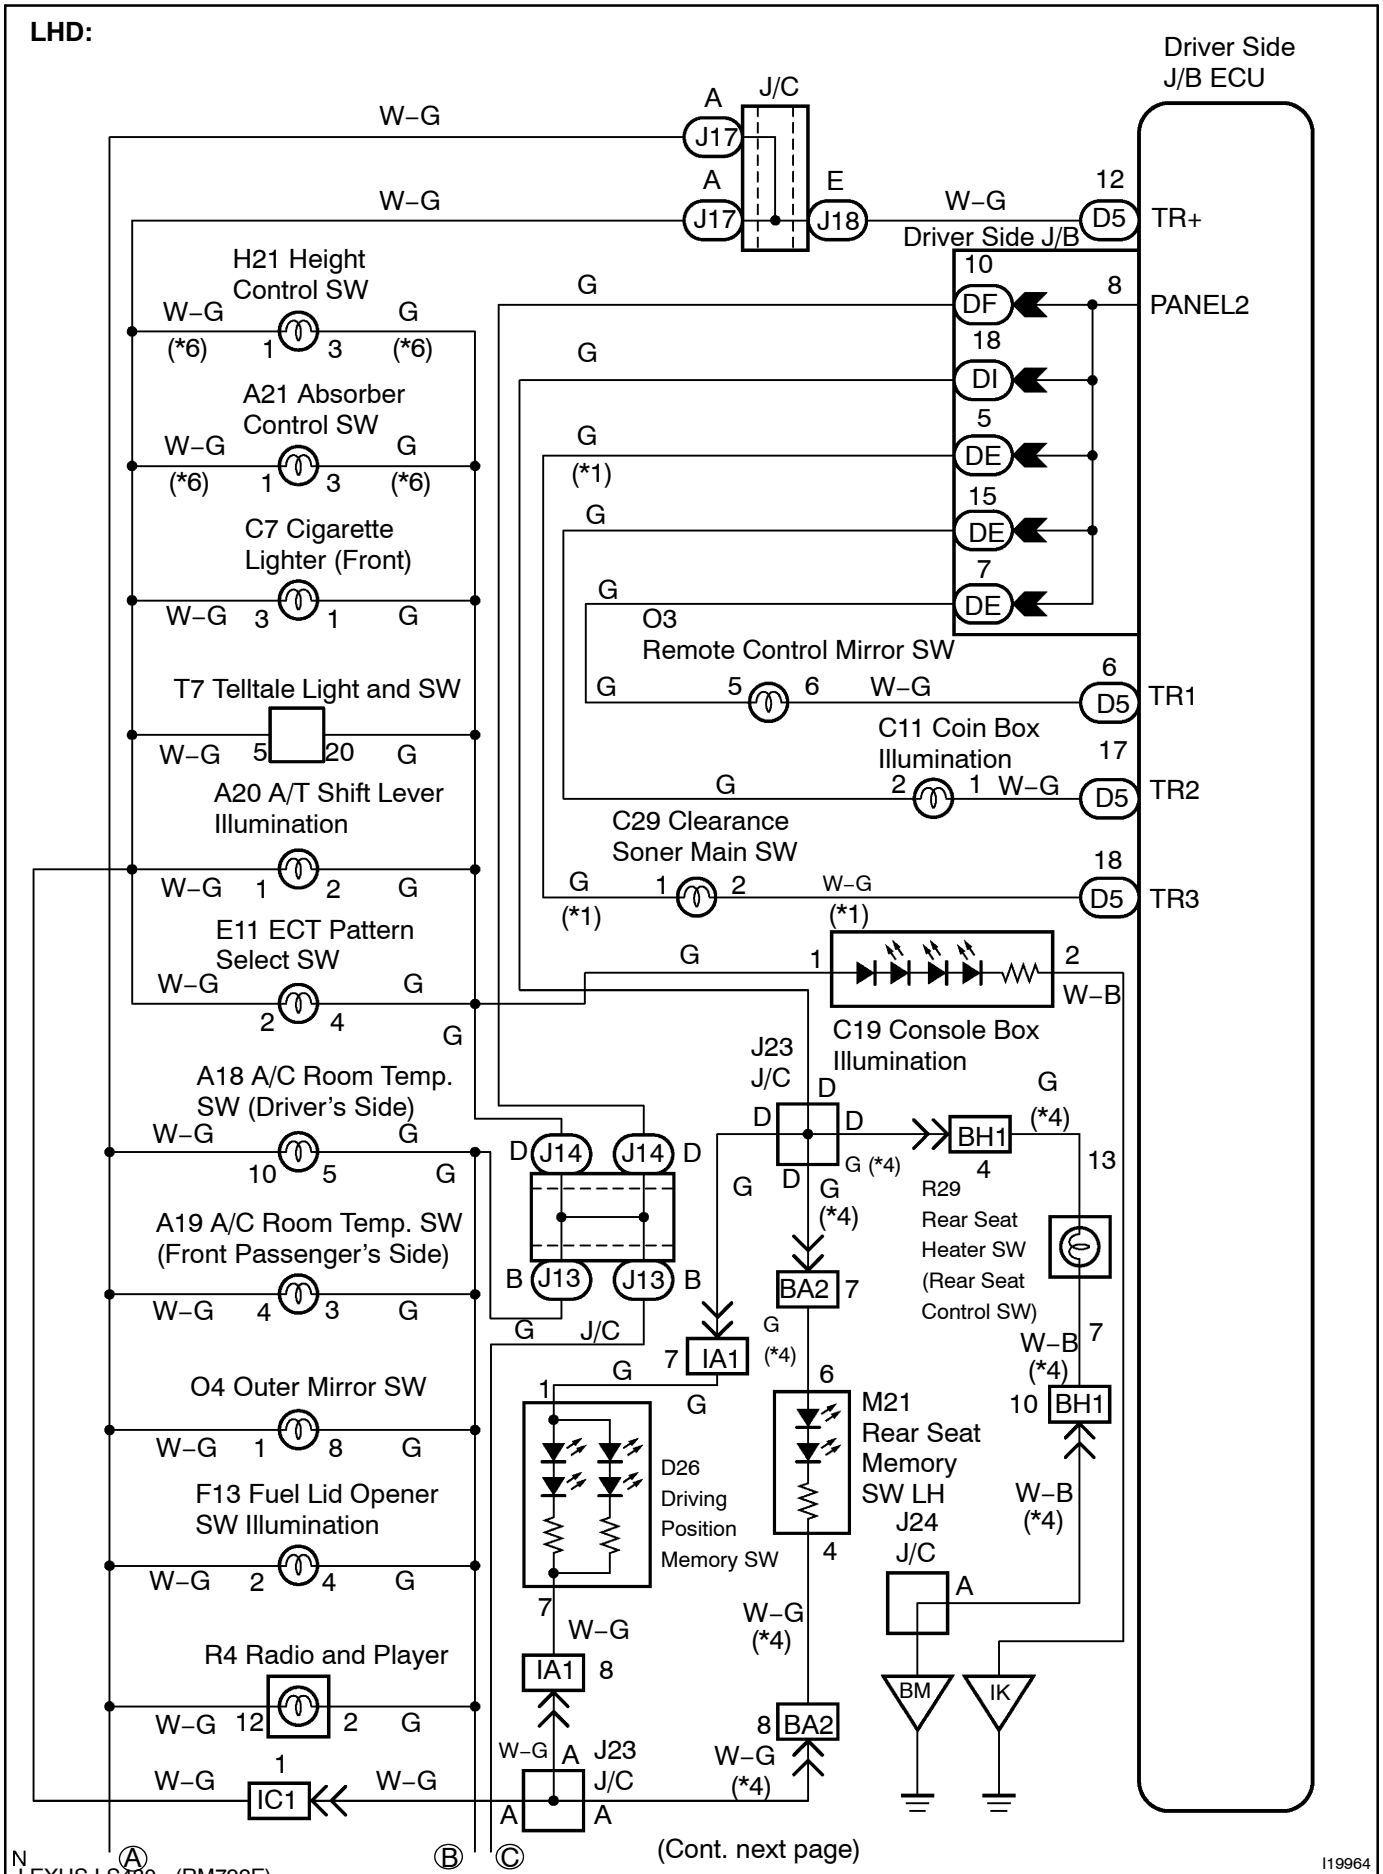 LHD:
Driver Side
J/B ECU
J/C
A
W–G
J17
A
E
12
W–G
J17
J18
W–G
D5
TR+
Driver Side J/B
H21 Height
Control SW
10
G
8
DF
PANEL2
W–G
G
(*6)
1
3
(*6)
18
G
DI
A21 Absorber
Control SW
5
W–G
G
G
DE
(*6)
1
3
(*6)
(*1)
15
G
DE
C7 Cigarette
Lighter (Front)
7
G
DE
W–G
3
1
G
O3
Remote Control Mirror SW
6
T7 Telltale Light and SW
G
5
6
W–G
D5
TR1
C11 Coin Box
Illumination
17
W–G
5
20
G
G
2
1
W–G
D5
TR2
A20 A/T Shift Lever
Illumination
C29 Clearance
Soner Main SW
18
W–G
1
2
G
G
1
2
W–G
D5
TR3
(*1)
(*1)
E11 ECT Pattern
Select SW
G
1
2
W–G
G
W–B
2
4
G
C19 Console Box
Illumination
J23
J/C
A18 A/C Room Temp.
SW (Driver's Side)
D
G
(*4)
W–G
G
D
D
BH1
D
J14
J14
D
10
5
G
D
G (*4)
4
13
G
G
(*4)
R29
Rear Seat
Heater SW
(Rear Seat
Control SW)
A19 A/C Room Temp. SW
(Front Passenger's Side)
B
J13
J13
B
BA2
7
W–G
4
3
G
G
J/C
G
(*4)
7
7
IA1
W–B
(*4)
G
6
O4 Outer Mirror SW
1
G
10
BH1
M21
Rear Seat
Memory
SW LH
W–G
1
8
G
D26
Driving
Position
Memory SW
F13 Fuel Lid Opener
SW Illumination
W–B
(*4)
J24
J/C
4
W–G
2
4
G
A
7
W–G
W–G
(*4)
R4 Radio and Player
IA1
8
BM
IK
W–G
12
2
G
8
BA2
1
W–G
A
J23
J/C
W–G
(*4)
W–G
IC1
W–G
A
A
(Cont. next page)
N
A
B
C
I19964